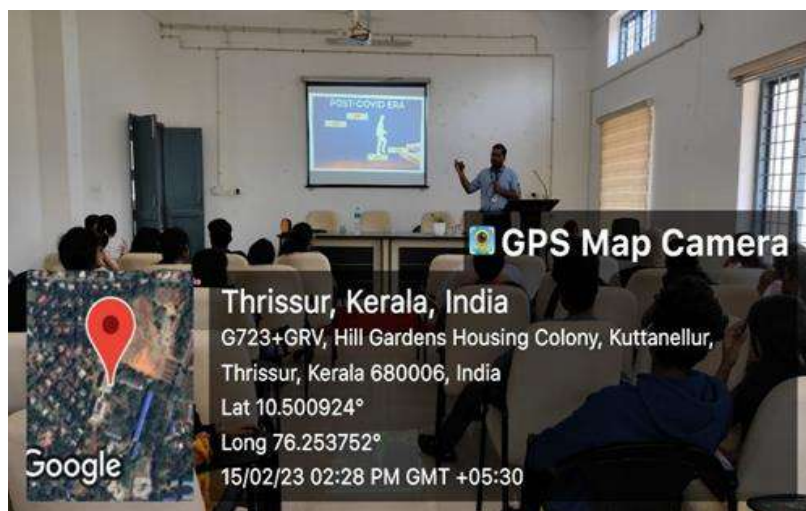 POST-COVID ERA
GPS Map Camera
Thrissur, Kerala, India
G723+GRV, Hill Gardens Housing Colony, Kuttanellur,
Thrissur, Kerala 680006, India
Lat 10.500924°
Long 76.253752°
15/02/23 02:28 PM GMT +05:30
Google